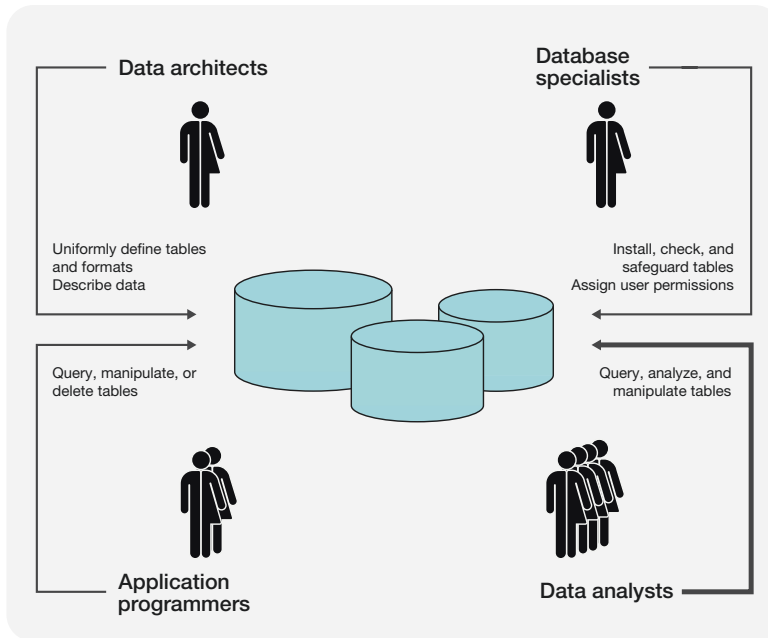 Data architects
Database
specialists
Uniformly define tables
and formats
Describe data
Install, check, and
safeguard tables
Assign user permissions
Query, manipulate, or
delete tables
Query, analyze, and
manipulate tables
Application
programmers
Data analysts